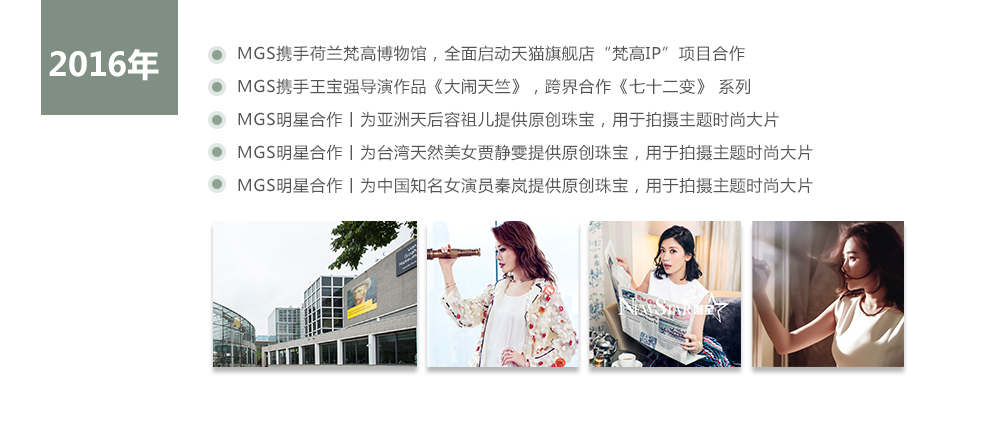 2016年
MGS携手荷兰梵高博物馆，全面启动天猫旗舰店“梵高IP”项目合作
MGS携手王宝强导演作品《大闹天竺》，跨界合作《七十二变》 系列
MGS明星合作丨为亚洲天后容祖儿提供原创珠宝，用于拍摄主题时尚大片
MGS明星合作丨为台湾天然美女贾静雯提供原创珠宝，用于拍摄主题时尚大片
MGS明星合作丨为中国知名女演员秦岚提供原创珠宝，用于拍摄主题时尚大片